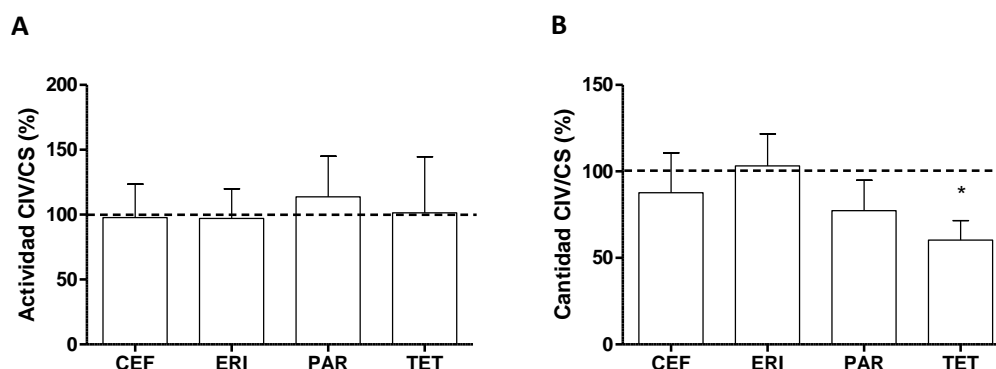 A
Actividad CIV/CS (%)
200
150
100
50
0
CEF ERI PAR TET
B
Cantidad CIV/CS (%)
150
100
50
0
*
CEF ERI PAR TET